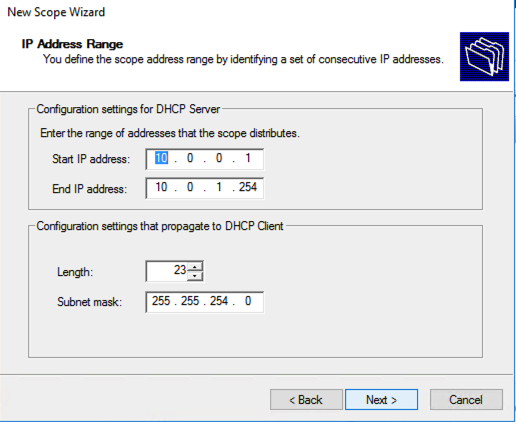 New Scope Wizard
IP Address Range
You define the scope address range by identifying a set of consecutive IP addresses.
Configuration settings for DHCP Server
Enter the range of addresses that the scope distributes.
Start IP address: 10 . 0 . 0 . 1
End IP address: 10 . 0 . 1 . 254
Configuration settings that propagate to DHCP Client
Length: 23
Subnet mask: 255 . 255 . 254 . 0
< Back Next > Cancel